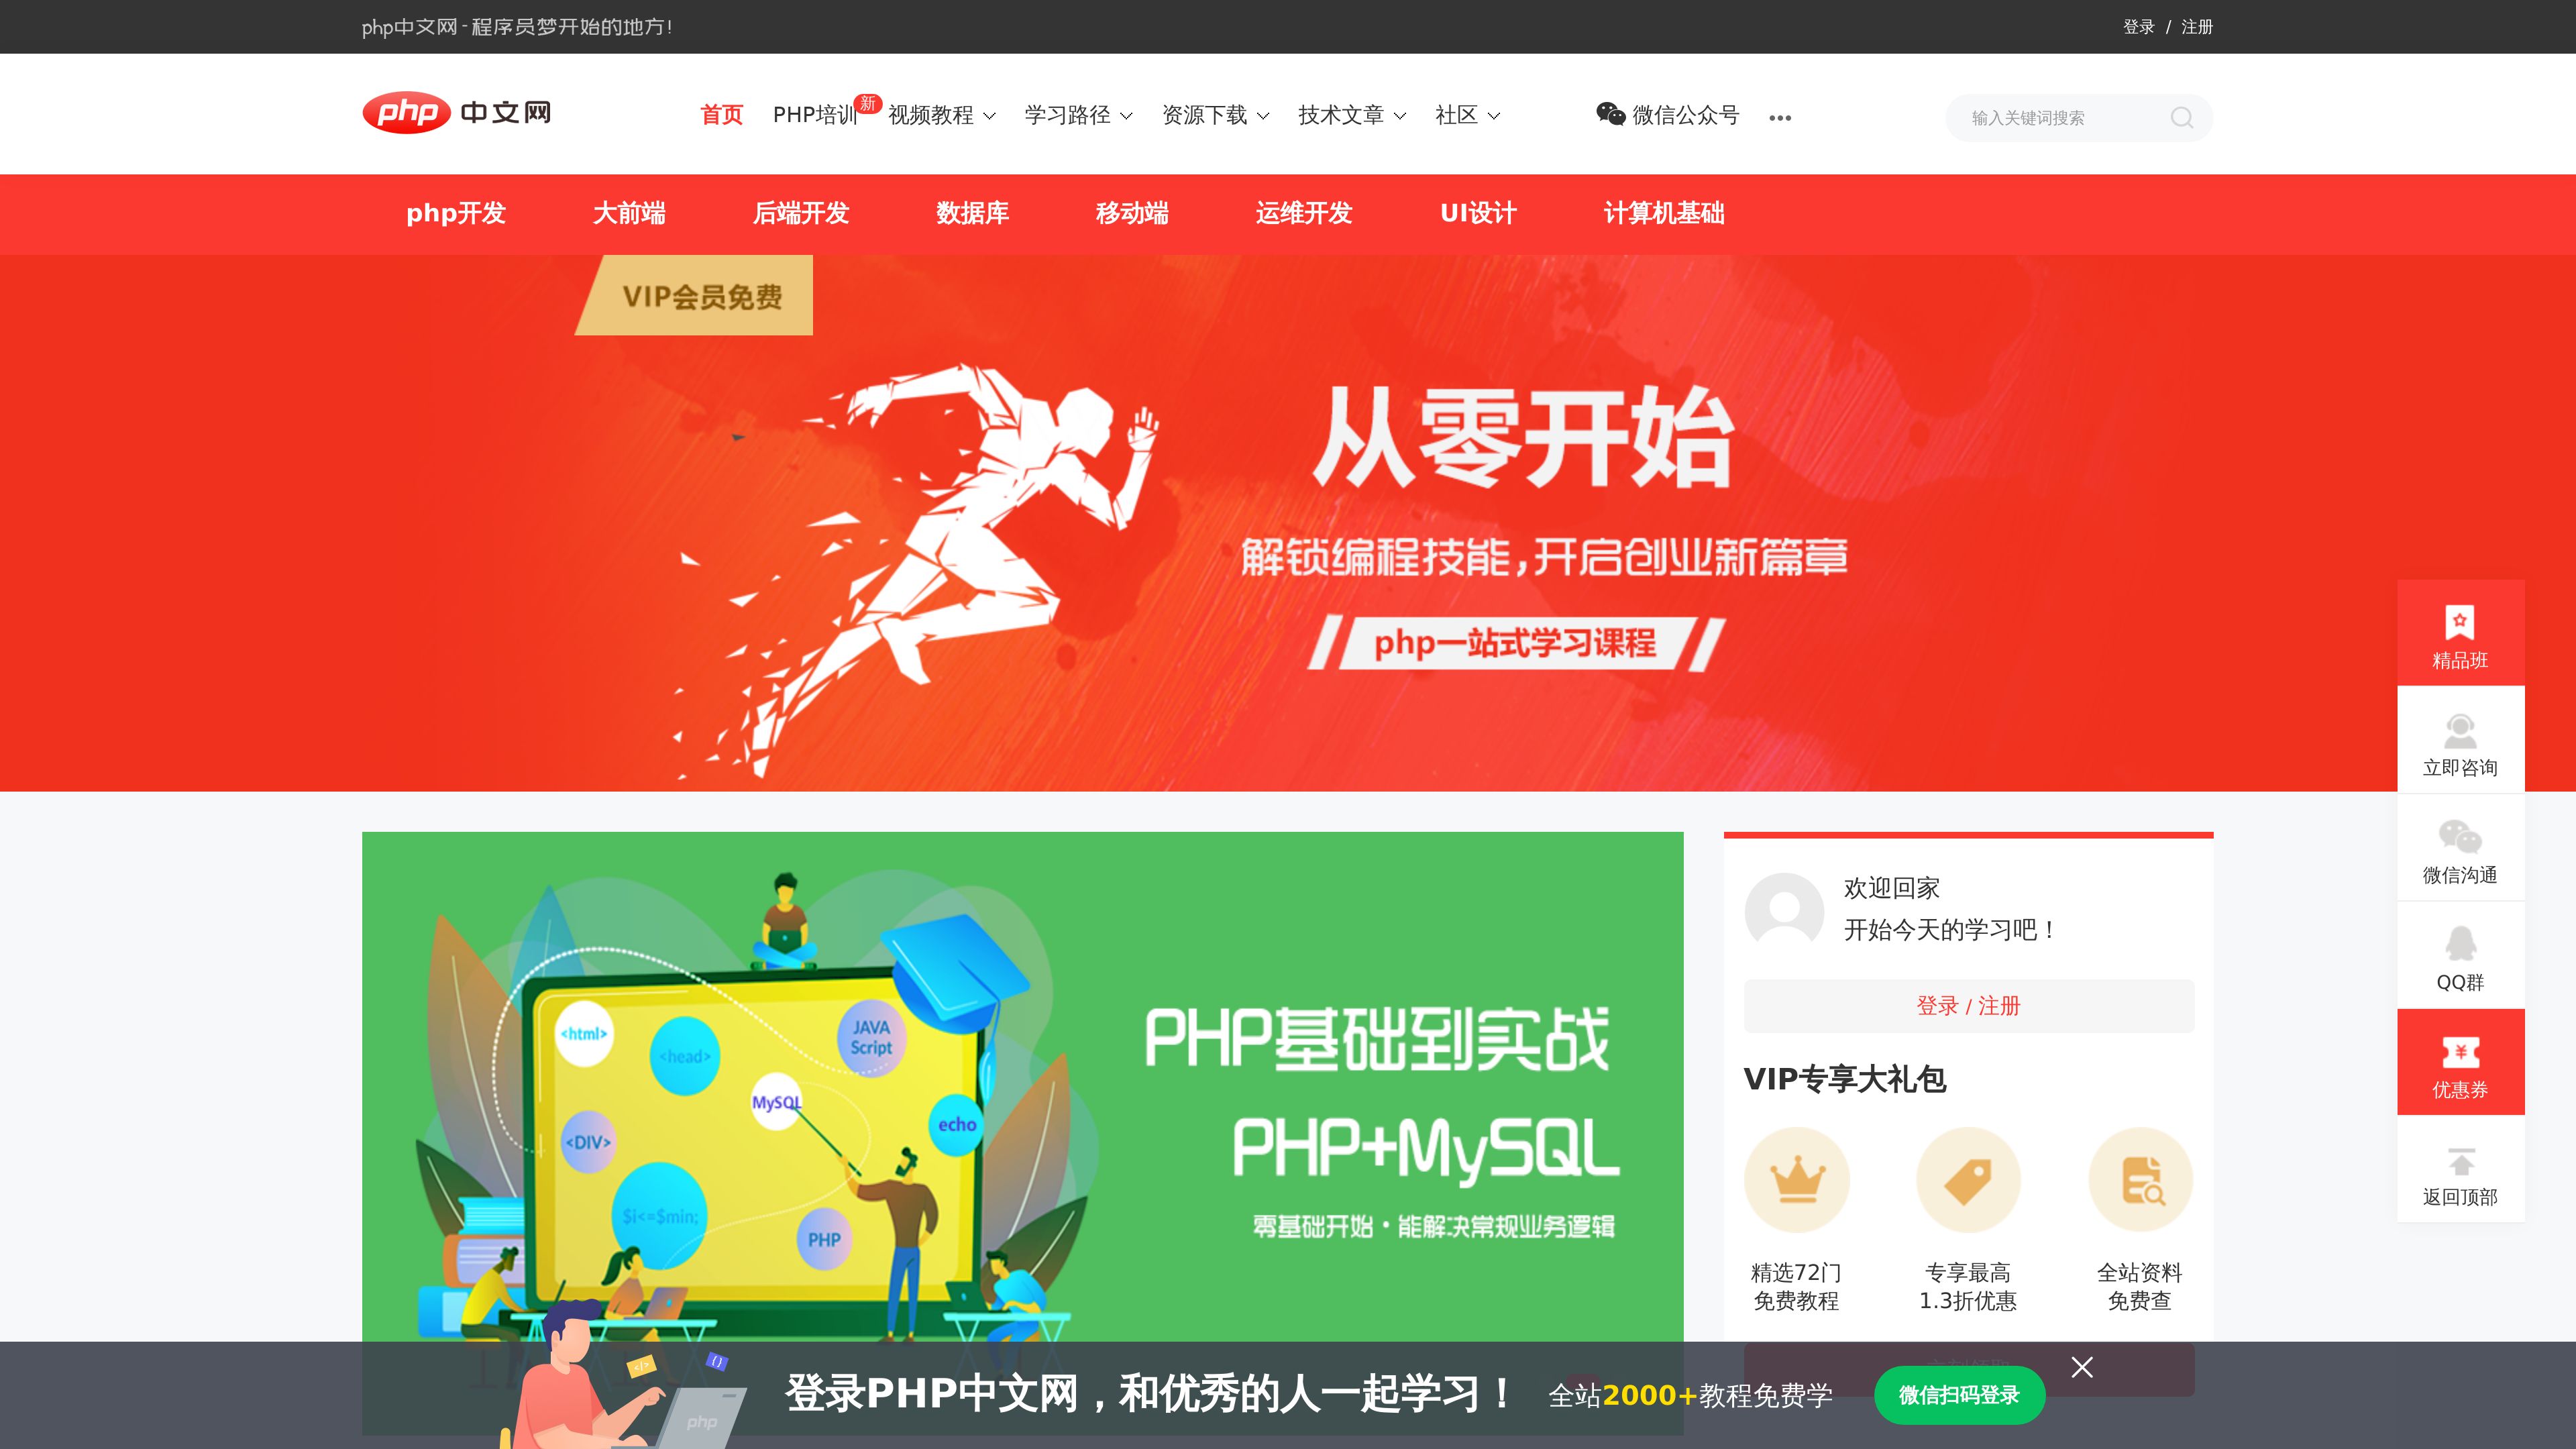 php中文网-程序员梦开始的地方!
登录 / 注册
php 中文网
首页 PHP培训 新 视频教程 学习路径 资源下载 技术文章 社区 微信公众号 •••
输入关键词搜索
php开发 大前端 后端开发 数据库 移动端 运维开发 UI设计 计算机基础
VIP会员免费
从零开始
解锁编程技能,开启创业新篇章
php一站式学习课程
精品班
立即咨询
微信沟通
QQ群
¥
优惠券
返回顶部
<html>
<head>
JAVA
Script
MySQL
echo
<DIV>
$i<=$min;
PHP
PHP基础到实战
PHP+MySQL
零基础开始·能解决常规业务逻辑
欢迎回家
开始今天的学习吧！
登录 / 注册
VIP专享大礼包
精选72门
免费教程
专享最高
1.3折优惠
全站资料
免费查
</>
{}
php
登录PHP中文网，和优秀的人一起学习！
全站2000+教程免费学
微信扫码登录